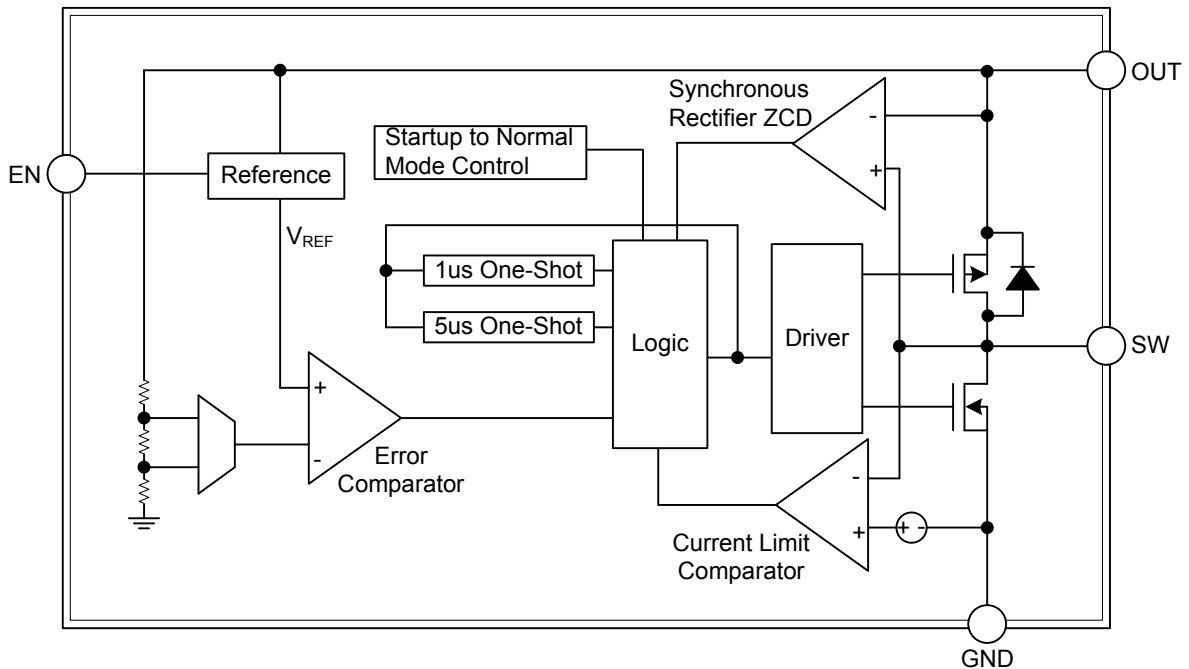 OUT
Synchronous
Rectifier ZCD
-
+
Startup to Normal
Mode Control
EN
Reference
VREF
1us One-Shot
5us One-Shot
Logic
Driver
SW
+
-
Error
Comparator
-
+
+ -
Current Limit
Comparator
GND